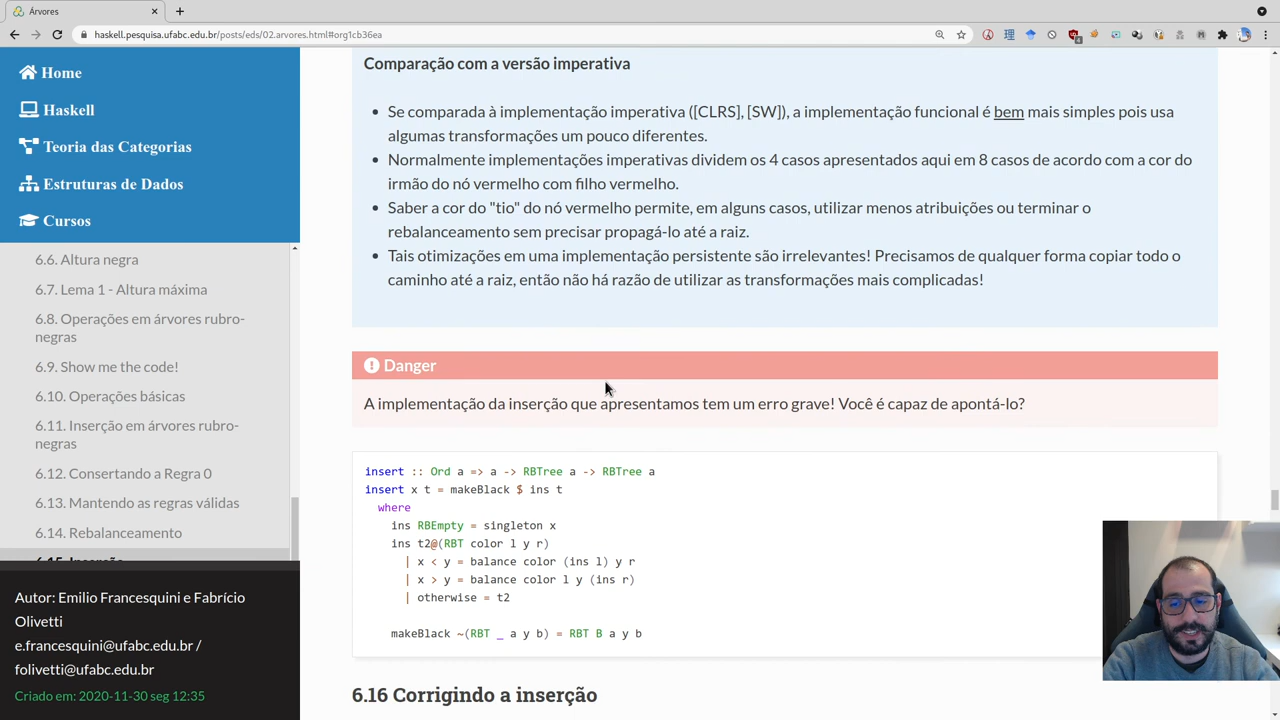 Árvores
haskell.pesquisa.ufabc.edu.br/posts/eds/02.arvores.html#org1cb36ea
Home
Haskell
Teoria das Categorias
Estruturas de Dados
Cursos
6.6. Altura negra
6.7. Lema 1 - Altura máxima
6.8. Operações em árvores rubro-
negras
6.9. Show me the code!
6.10. Operações básicas
6.11. Inserção em árvores rubro-
negras
6.12. Consertando a Regra 0
6.13. Mantendo as regras válidas
6.14. Rebalanceamento
6.15. Inserção
Autor: Emilio Francesquini e Fabrício
Olivetti
e.francesquini@ufabc.edu.br /
folivetti@ufabc.edu.br
Criado em: 2020-11-30 seg 12:35
Comparação com a versão imperativa
• Se comparada à implementação imperativa ([CLRS], [SW]), a implementação funcional é bem mais simples pois usa
algumas transformações um pouco diferentes.
• Normalmente implementações imperativas dividem os 4 casos apresentados aqui em 8 casos de acordo com a cor do
irmão do nó vermelho com filho vermelho.
• Saber a cor do "tio" do nó vermelho permite, em alguns casos, utilizar menos atribuições ou terminar o
rebalanceamento sem precisar propagá-lo até a raiz.
• Tais otimizações em uma implementação persistente são irrelevantes! Precisamos de qualquer forma copiar todo o
caminho até a raiz, então não há razão de utilizar as transformações mais complicadas!
Danger
A implementação da inserção que apresentamos tem um erro grave! Você é capaz de apontá-lo?
insert :: Ord a => a -> RBTree a -> RBTree a
insert x t = makeBlack $ ins t
where
ins RBEmpty = singleton x
ins t2@(RBT color l y r)
| x < y = balance color (ins l) y r
| x > y = balance color l y (ins r)
| otherwise = t2
makeBlack ~(RBT _ a y b) = RBT B a y b
6.16 Corrigindo a inserção